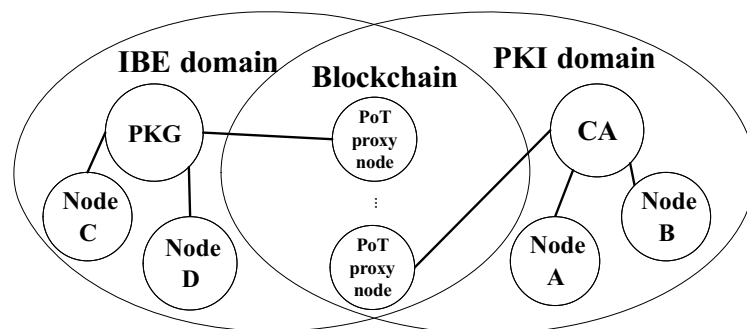 IBE domain
Blockchain
PKI domain
PKG
PoT
proxy
node
CA
Node
C
Node
D
...
PoT
proxy
node
Node
A
Node
B